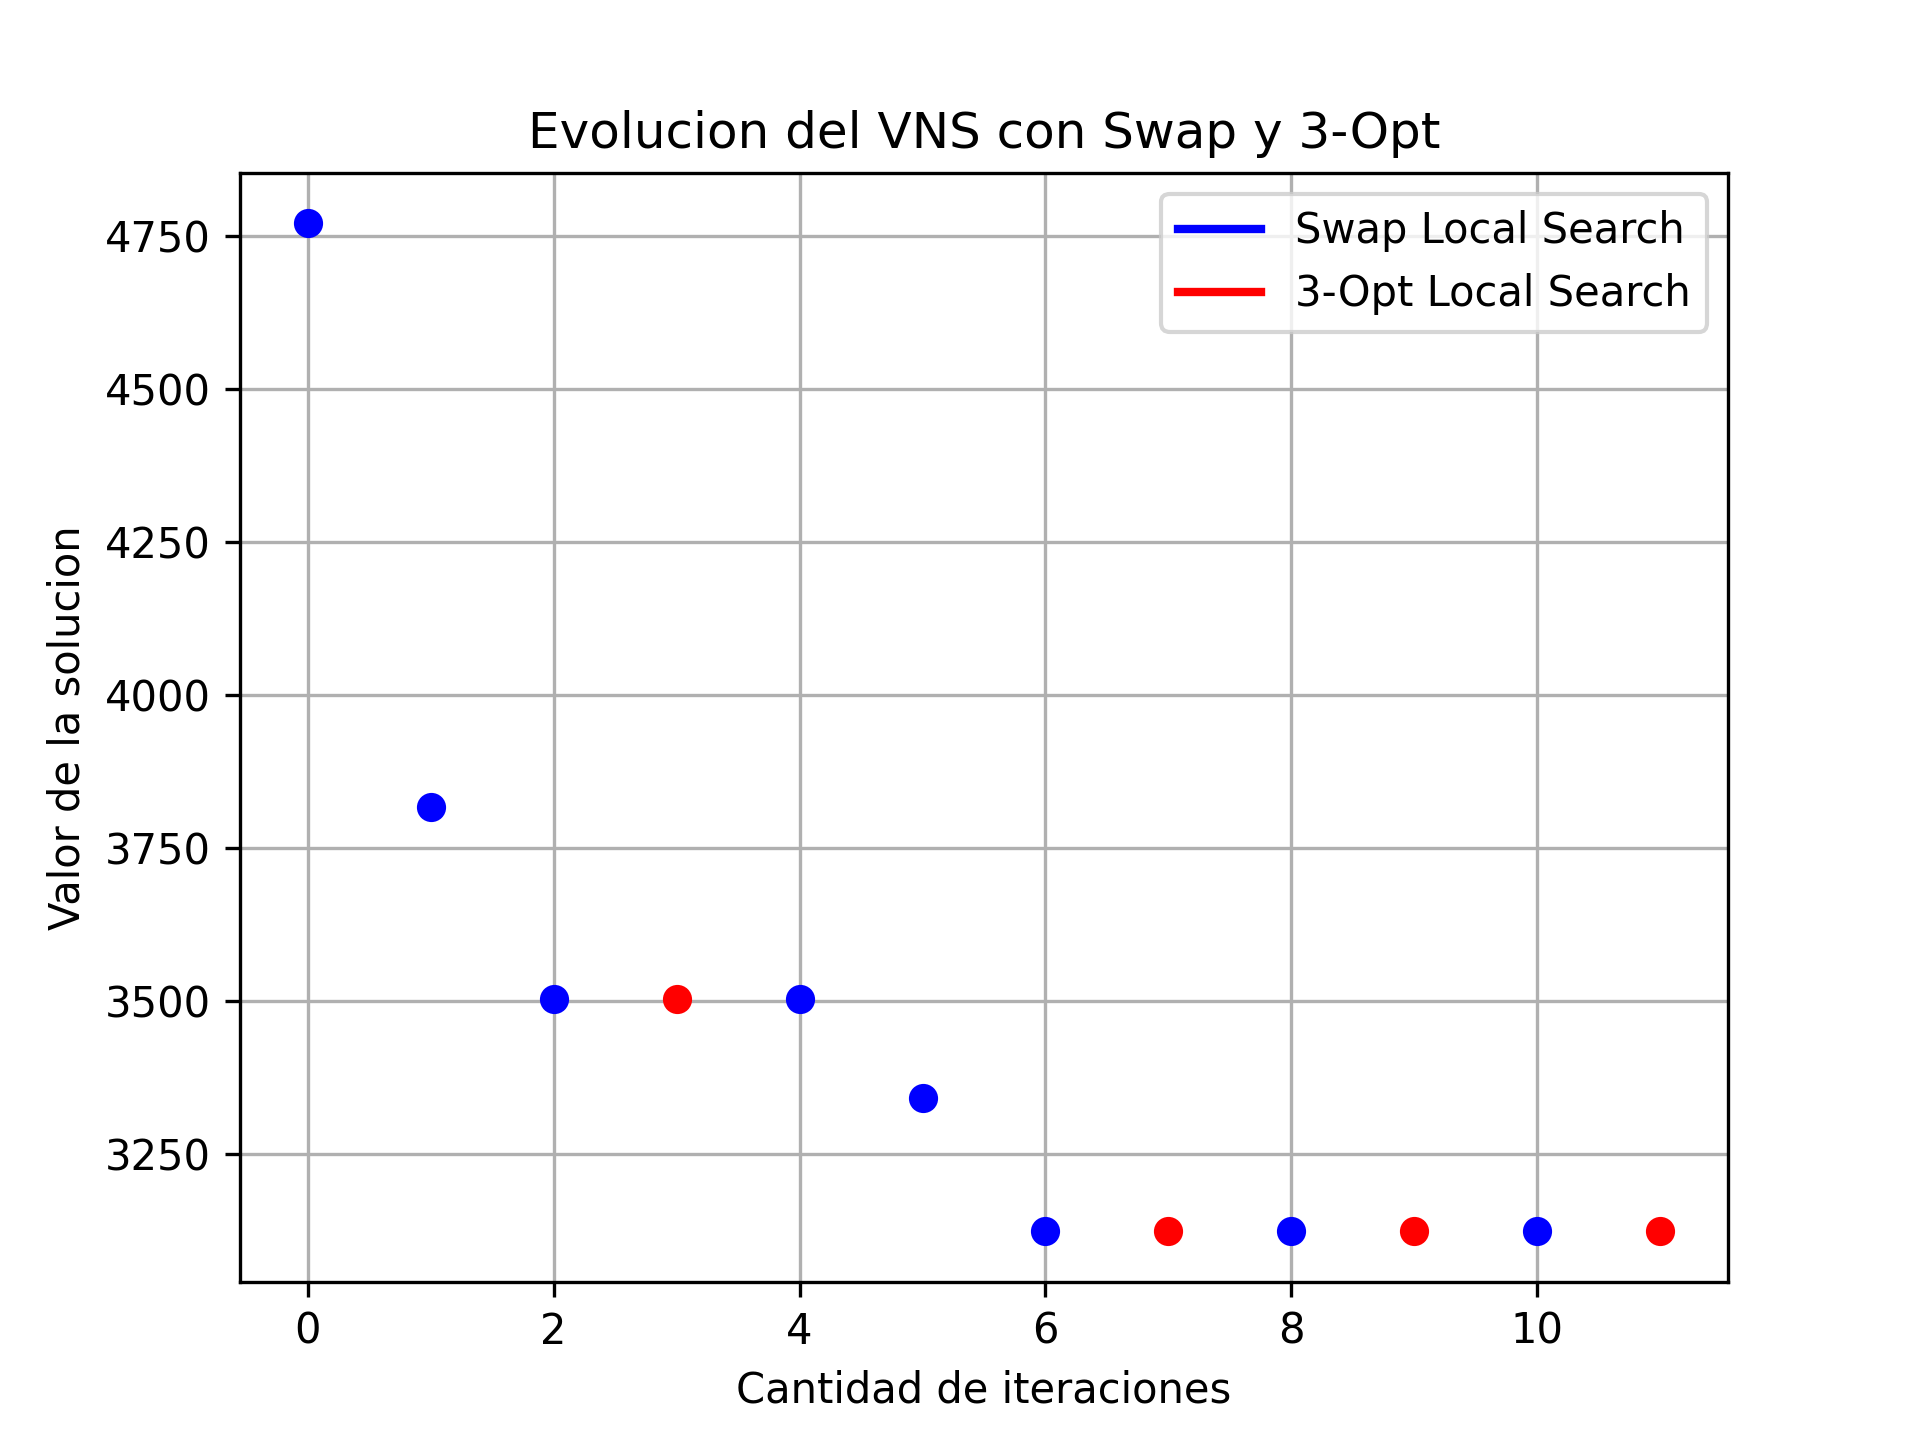 Evolucion del VNS con Swap y 3-Opt
Swap Local Search
3-Opt Local Search
Valor de la solucion
4750
4500
4250
4000
3750
3500
3250
0 2 4 6 8 10
Cantidad de iteraciones